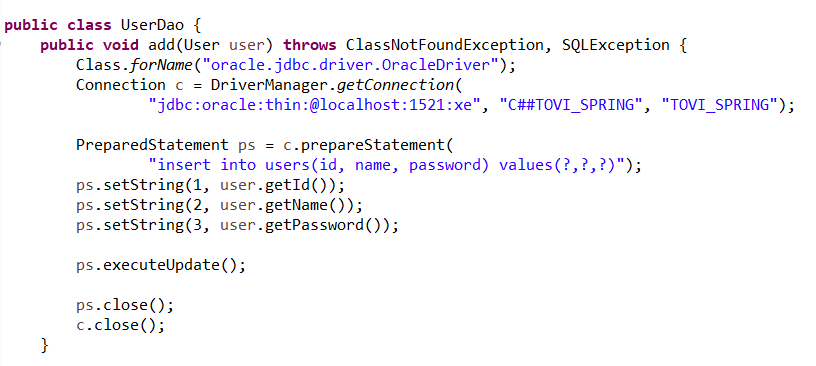 public class UserDao {
public void add(User user) throws ClassNotFoundException, SQLException {
Class.forName("oracle.jdbc.driver.OracleDriver");
Connection c = DriverManager.getConnection(
"jdbc:oracle:thin:@localhost:1521:xe", "C##TOVI_SPRING", "TOVI_SPRING");
PreparedStatement ps = c.prepareStatement(
"insert into users(id, name, password) values(?,?,?)");
ps.setString(1, user.getId());
ps.setString(2, user.getName());
ps.setString(3, user.getPassword());
ps.executeUpdate();
ps.close();
c.close();
}